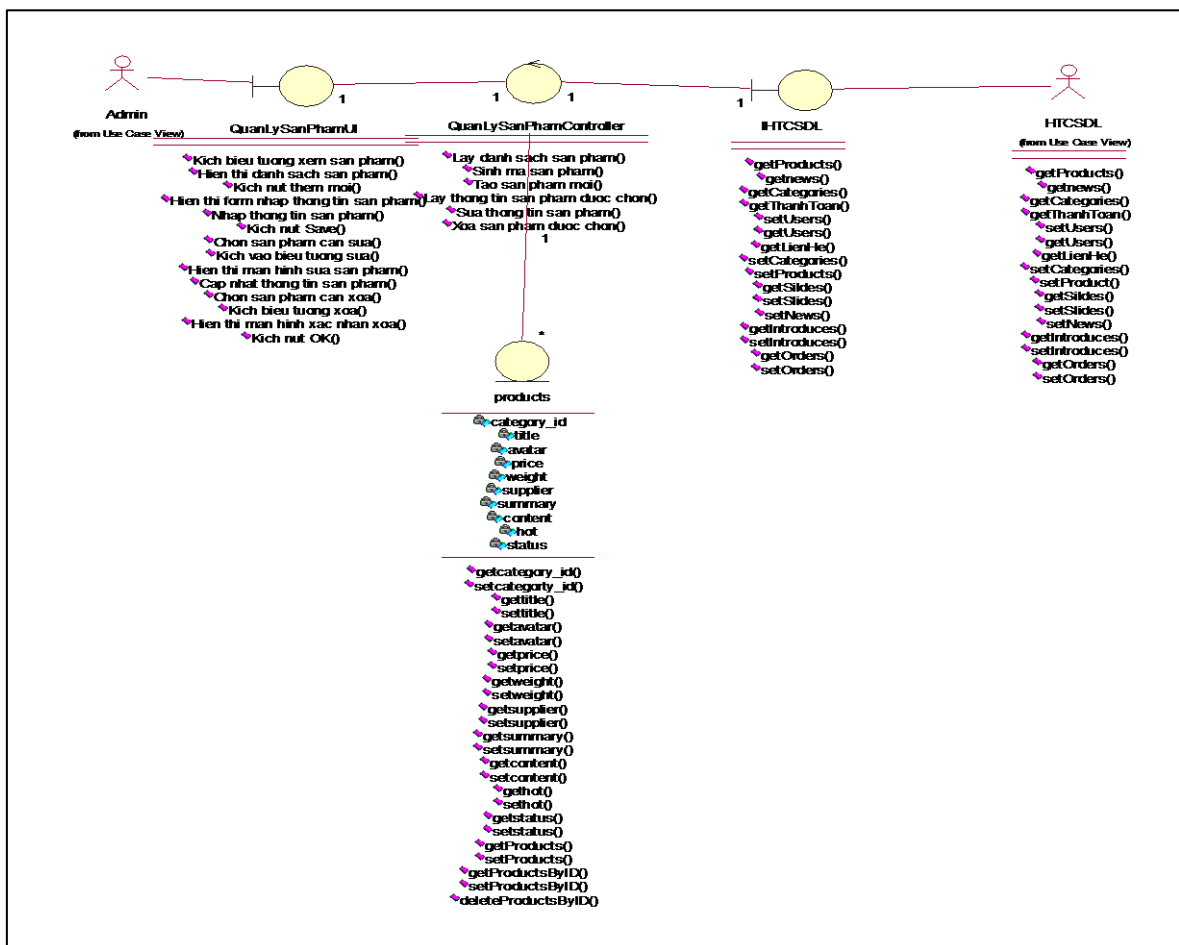 1
1
1
1
Admin
(from Use Case View)
QuanLySanPhamUI
Kich bieu tuong xem san pham()
Hien thi danh sach san pham()
Kich nut them moi()
Hien thi form nhap thong tin san pham()
Nhap thong tin san pham()
Kich nut Save()
Chon san pham can sua()
Kich vao bieu tuong sua()
Hien thi man hinh sua san pham()
Cap nhat thong tin san pham()
Chon san pham can xoa()
Kich bieu tuong xoa()
Hien thi man hinh xac nhan xoa()
Kich nut OK()
QuanLySanPhamController
Lay danh sach san pham()
Sinh ma san pham()
Tao san pham moi()
Lay thong tin san pham duoc chon()
Sua thong tin san pham()
Xoa san pham duoc chon()
1
*
IHTCSDL
getProducts()
getnews()
getCategories()
getThanhToan()
setUsers()
getUsers()
getLienHe()
setCategories()
setProducts()
getSildes()
setSlides()
setNews()
getIntroduces()
setIntroduces()
getOrders()
setOrders()
HTCSDL
(from Use Case View)
getProducts()
getnews()
getCategories()
getThanhToan()
setUsers()
getUsers()
getLienHe()
setCategories()
setProduct()
getSildes()
setSlides()
setNews()
getIntroduces()
setIntroduces()
getOrders()
setOrders()
products
category_id
title
avatar
price
weight
supplier
summary
content
hot
status
getcategory_id()
setcategorty_id()
gettitle()
settitle()
getavatar()
setavatar()
getprice()
setprice()
getweight()
setweight()
getsupplier()
setsupplier()
getsummary()
setsummary()
getcontent()
setcontent()
gethot()
sethot()
getstatus()
setstatus()
getProducts()
setProducts()
getProductsByID()
setProductsByID()
deleteProductsByID()